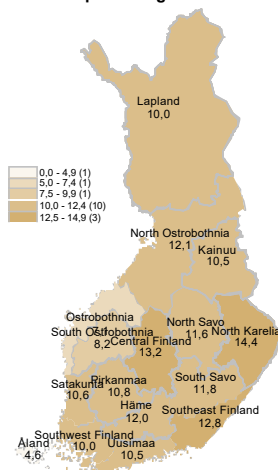 Lapland
10,0
0,0 - 4,9 (1)
5,0 - 7,4 (1)
7,5 - 9,9 (1)
10,0 - 12,4 (10)
12,5 - 14,9 (3)
North Ostrobothnia
12,1
Kainuu
10,5
Ostrobothnia
7,1
South Ostrobothnia
8,2
Central Finland
13,2
North Savo
11,6
North Karelia
14,4
Satakunta
10,6
Pirkanmaa
10,8
South Savo
11,8
Häme
12,0
Southeast Finland
12,8
Southwest Finland
10,0
Uusimaa
10,5
Åland
4,6